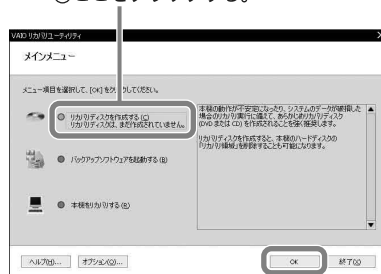 ①ここをクリックする。
VAIO リカバリユーティリティ
メインメニュー
メニュー項目を選択して、[OK]をクリックしてください。
リカバリディスクを作成する(C)
リカバリディスクは、まだ作成されていません。
バックアップソフトウェアを起動する(B)
本機をリカバリする(R)
本機の動作が不安定になったり、システムのデータが破損した
場合のリカバリ実行に備えて、あらかじめリカバリディスク
(DVD または CD) を作成されることを強く推奨します。
リカバリディスクを作成すると、本機のハードディスクの
「リカバリ領域」を削除することも可能になります。
ヘルプ(H)...
オプション(O)...
OK
終了(X)